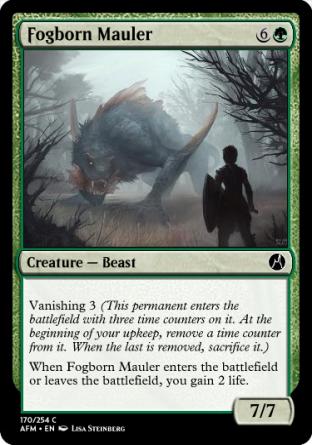 Fogborn Mauler 6
Creature — Beast
Vanishing 3 (This permanent enters the
battlefield with three time counters on it. At the
beginning of your upkeep, remove a time counter
from it. When the last is removed, sacrifice it.)
When Fogborn Mauler enters the battlefield
or leaves the battlefield, you gain 2 life.
7/7
170/254 C
AFM • EN Lisa Steinberg